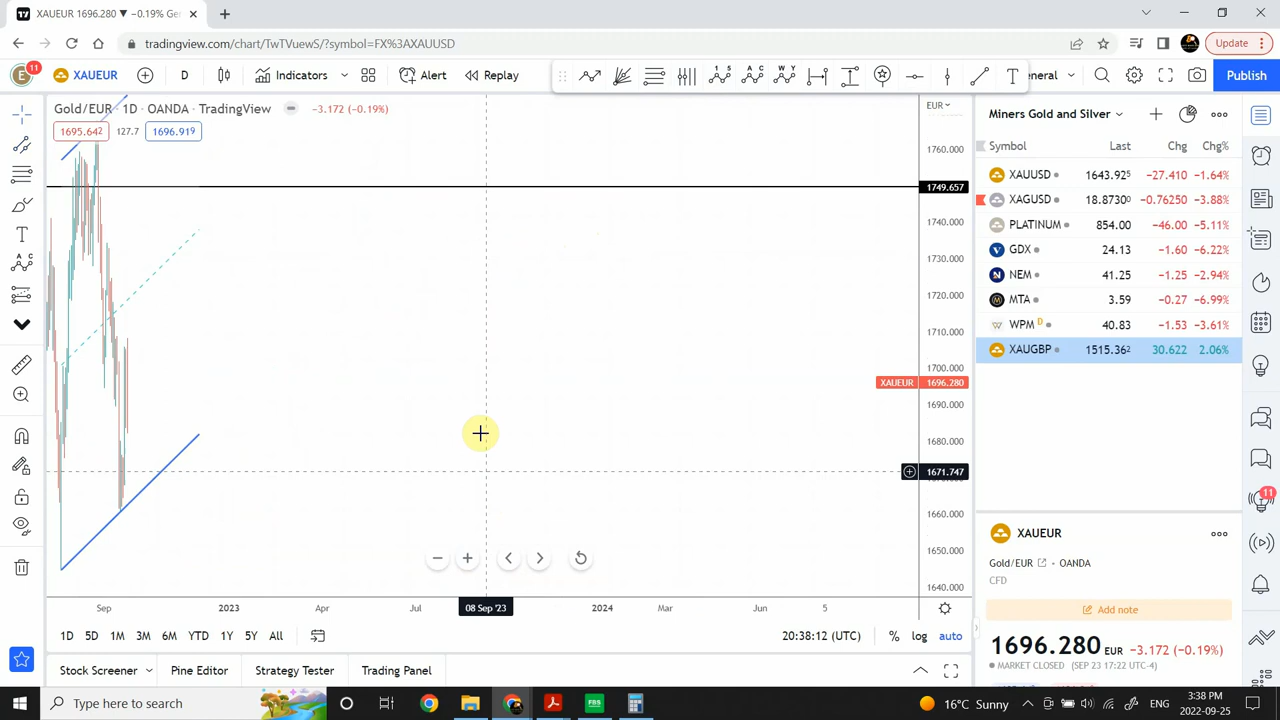 XAUEUR 1696.280 ▼ −0.19% Gen
tradingview.com/chart/TwTVuewS/?symbol=FX%3AXAUUSD
Update
E
11
XAUEUR
D
Indicators
Alert
Replay
1 5
A C
W Y
T
eneral
Publish
Gold/EUR · 1D · OANDA · TradingView
−3.172 (−0.19%)
1695.642
127.7
1696.919
EUR
1760.000
1749.657
1740.000
1730.000
1720.000
1710.000
1700.000
XAUEUR 1696.280
1690.000
1680.000
1671.747
1660.000
1650.000
1640.000
Sep
2023
Apr
Jul
08 Sep '23
2024
Mar
Jun
5
1D
5D
1M
3M
6M
YTD
1Y
5Y
All
20:38:12 (UTC)
%
log
auto
Stock Screener
Pine Editor
Strategy Tester
Trading Panel
Miners Gold and Silver
Symbol Last Chg Chg%
XAUUSD 1643.925 −27.410 −1.64%
XAGUSD 18.87300 −0.76250 −3.88%
PLATINUM 854.00 −46.00 −5.11%
GDX 24.13 −1.60 −6.22%
NEM 41.25 −1.25 −2.94%
MTA 3.59 −0.27 −6.99%
WPM D 40.83 −1.53 −3.61%
XAUGBP 1515.362 30.622 2.06%
XAUEUR
Gold/EUR · OANDA
CFD
Add note
1696.280 EUR −3.172 (−0.19%)
MARKET CLOSED (SEP 23 17:22 UTC-4)
11
Type here to search
FBS
16°C Sunny
ENG
3:38 PM
2022-09-25